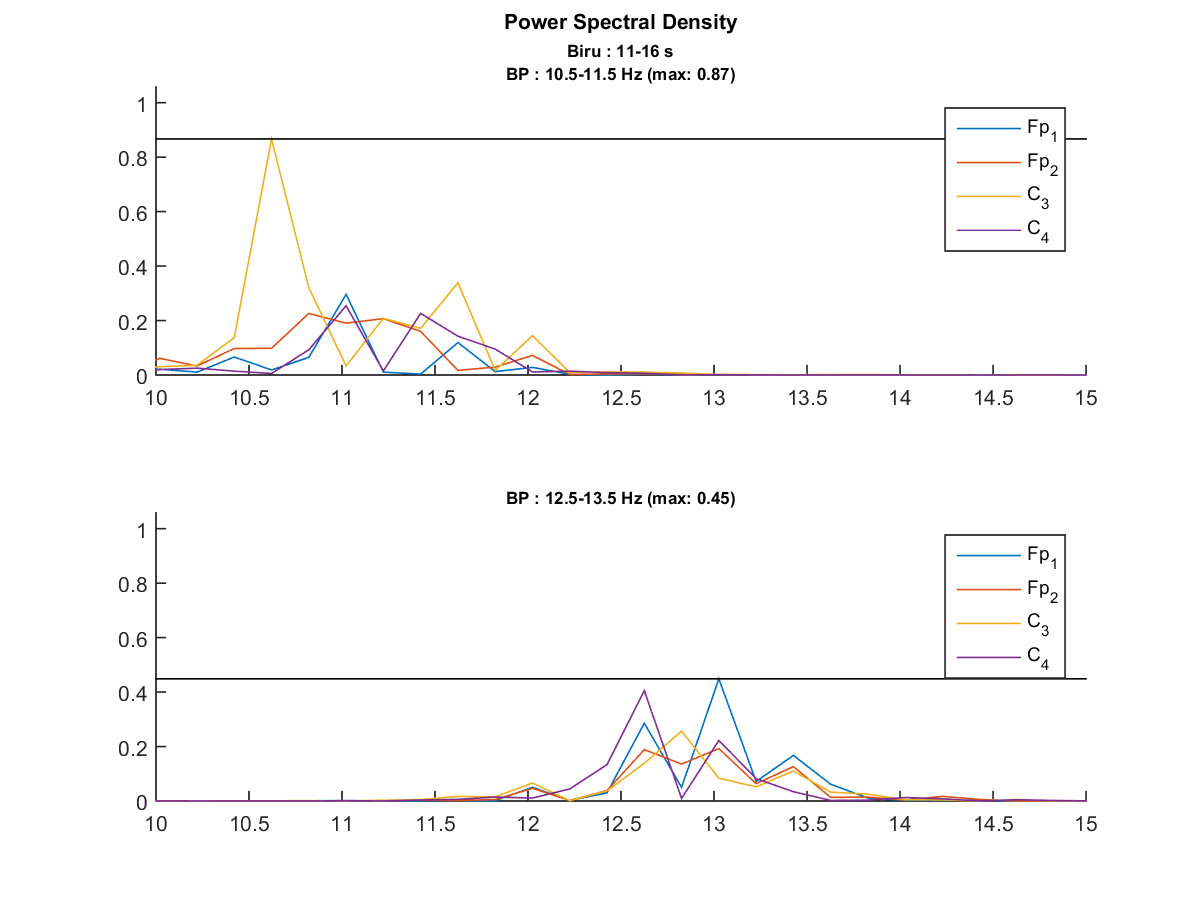 Power Spectral Density
Biru : 11-16 s
BP : 10.5-11.5 Hz (max: 0.87)
1
0.8
0.6
0.4
0.2
0
10 10.5 11 11.5 12 12.5 13 13.5 14 14.5 15
Fp1
Fp2
C3
C4
BP : 12.5-13.5 Hz (max: 0.45)
1
0.8
0.6
0.4
0.2
0
10 10.5 11 11.5 12 12.5 13 13.5 14 14.5 15
Fp1
Fp2
C3
C4